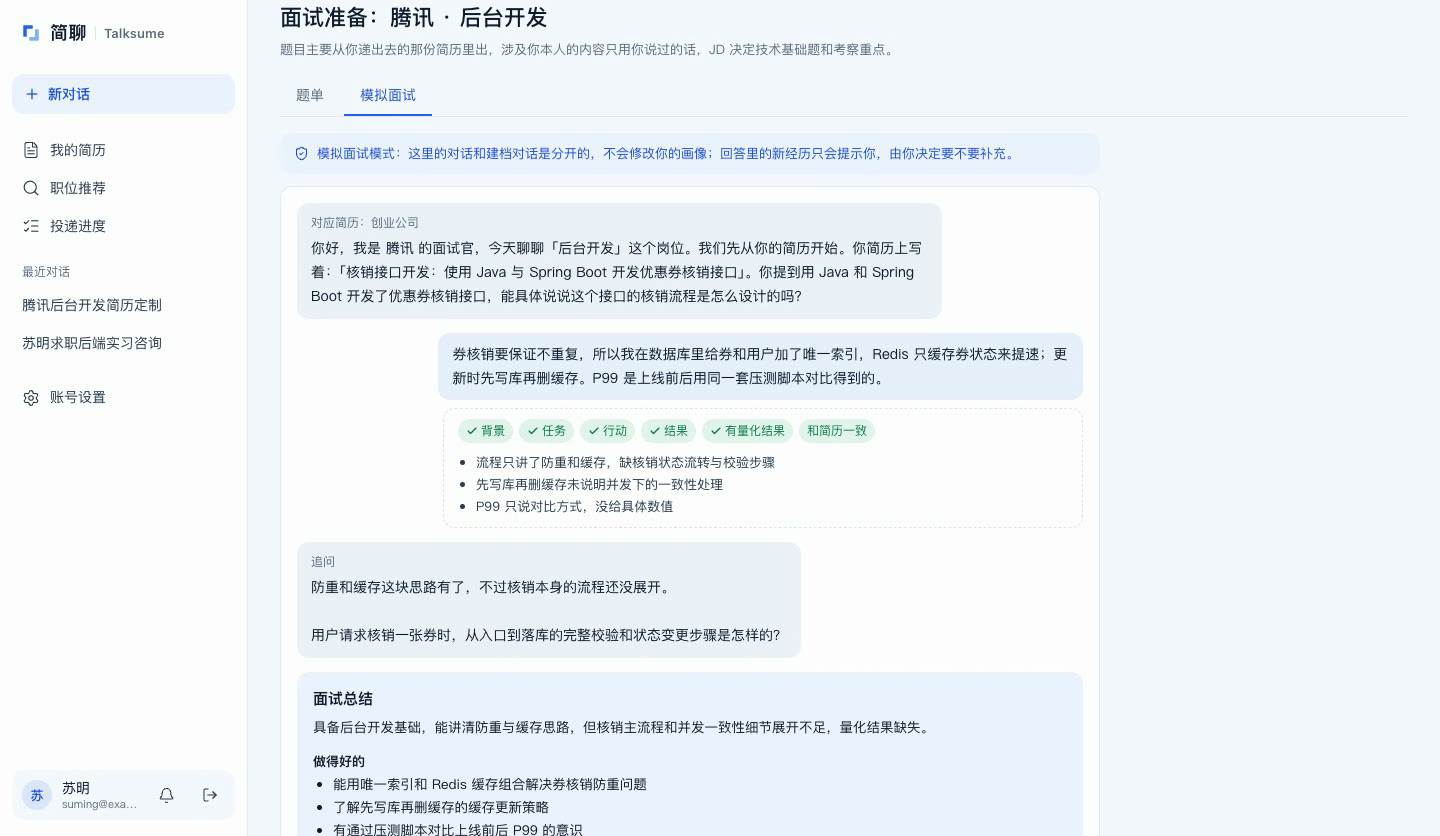 简聊 Talksume
新对话
我的简历
职位推荐
投递进度
最近对话
腾讯后台开发简历定制
苏明求职后端实习咨询
账号设置
苏
苏明
suming@exa...
面试准备：腾讯 · 后台开发
题目主要从你递出去的那份简历里出，涉及你本人的内容只用你说过的话，JD 决定技术基础题和考察重点。
题单
模拟面试
模拟面试模式：这里的对话和建档对话是分开的，不会修改你的画像；回答里的新经历只会提示你，由你决定要不要补充。
对应简历：创业公司
你好，我是 腾讯 的面试官，今天聊聊「后台开发」这个岗位。我们先从你的简历开始。你简历上写
着：「核销接口开发：使用 Java 与 Spring Boot 开发优惠券核销接口」。你提到用 Java 和 Spring
Boot 开发了优惠券核销接口，能具体说说这个接口的核销流程是怎么设计的吗？
券核销要保证不重复，所以我在数据库里给券和用户加了唯一索引，Redis 只缓存券状态来提速；更
新时先写库再删缓存。P99 是上线前后用同一套压测脚本对比得到的。
背景
任务
行动
结果
有量化结果
和简历一致
流程只讲了防重和缓存，缺核销状态流转与校验步骤
先写库再删缓存未说明并发下的一致性处理
P99 只说对比方式，没给具体数值
追问
防重和缓存这块思路有了，不过核销本身的流程还没展开。
用户请求核销一张券时，从入口到落库的完整校验和状态变更步骤是怎样的？
面试总结
具备后台开发基础，能讲清防重与缓存思路，但核销主流程和并发一致性细节展开不足，量化结果缺失。
做得好的
能用唯一索引和 Redis 缓存组合解决券核销防重问题
了解先写库再删缓存的缓存更新策略
有通过压测脚本对比上线前后 P99 的意识